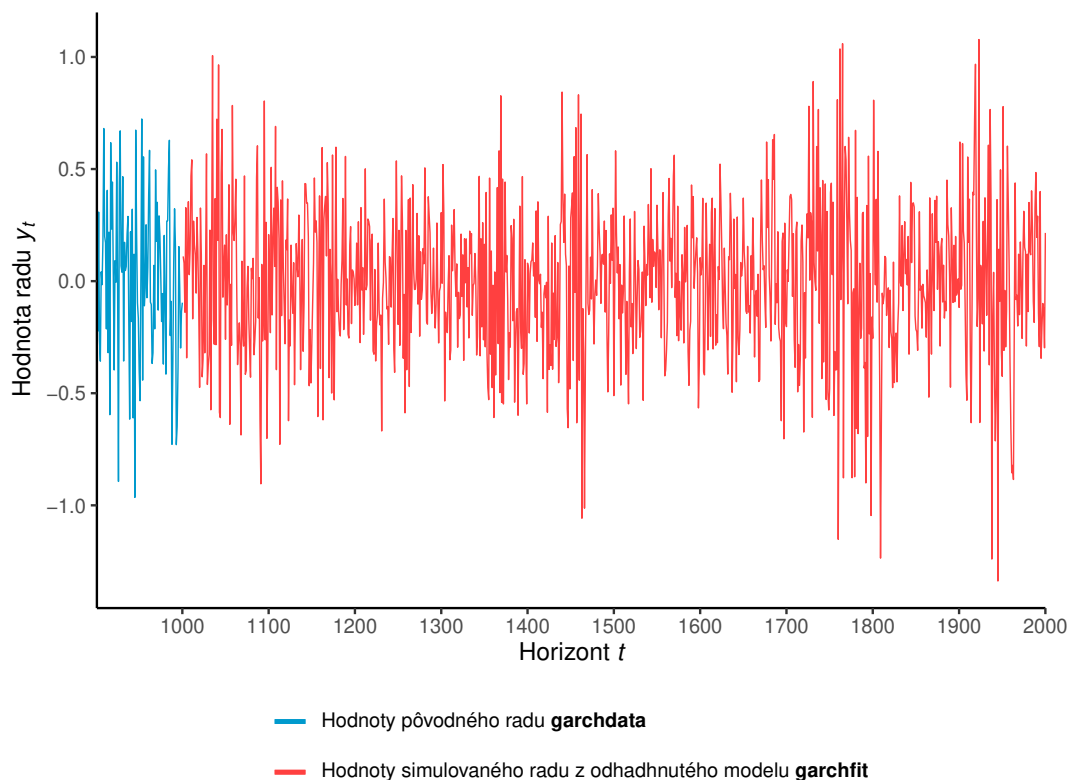 1.0
0.5
0.0
−0.5
−1.0
Hodnota radu yt
1000 1100 1200 1300 1400 1500 1600 1700 1800 1900 2000
Horizont t
Hodnoty pôvodného radu garchdata
Hodnoty simulovaného radu z odhadhnutého modelu garchfit